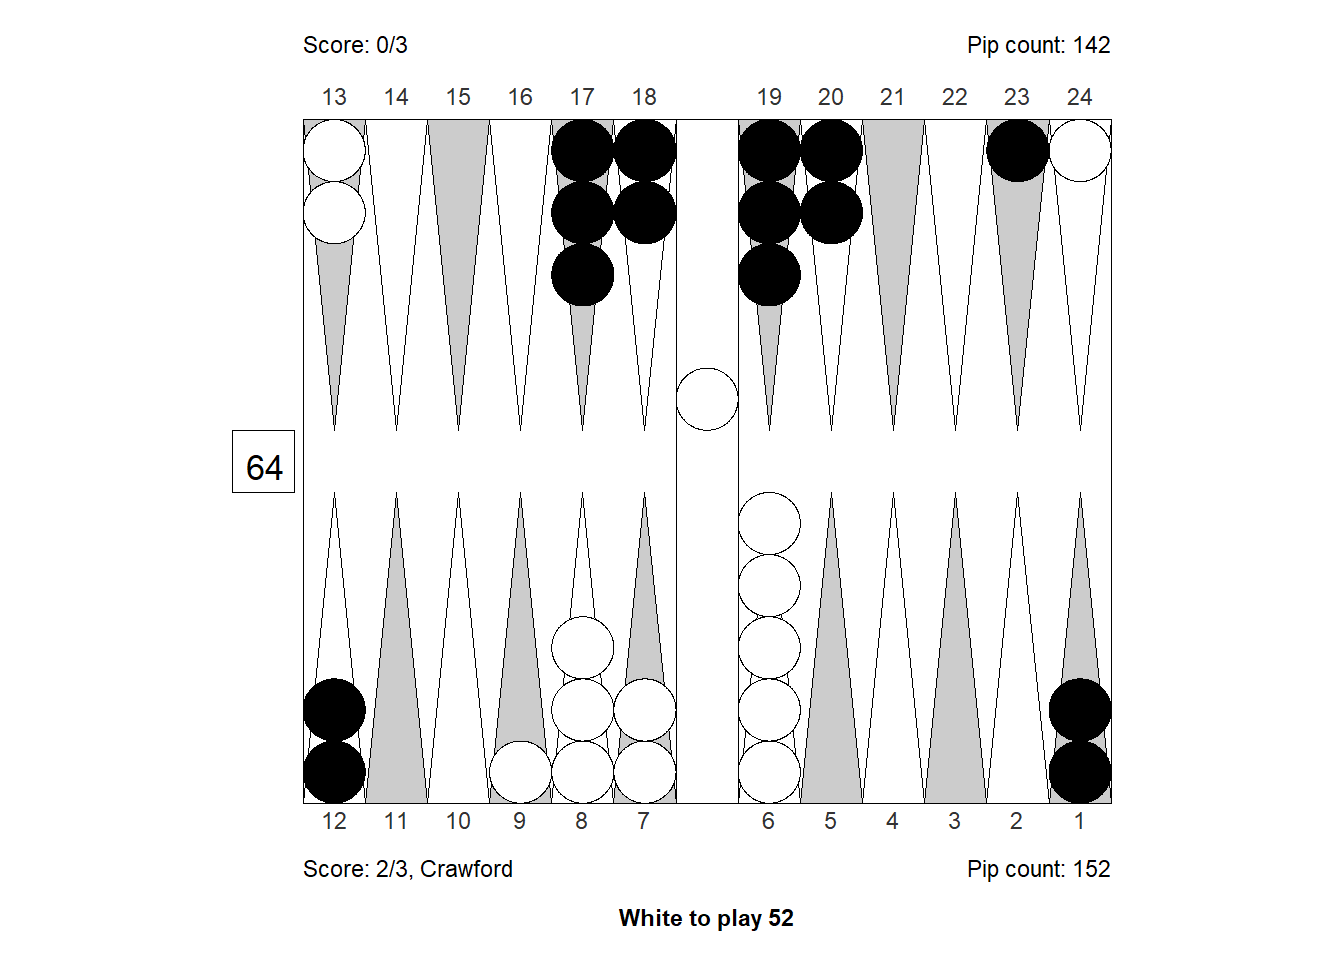 Score: 0/3 Pip count: 142
13 14 15 16 17 18 19 20 21 22 23 24
64
12 11 10 9 8 7 6 5 4 3 2 1
Score: 2/3, Crawford Pip count: 152
White to play 52